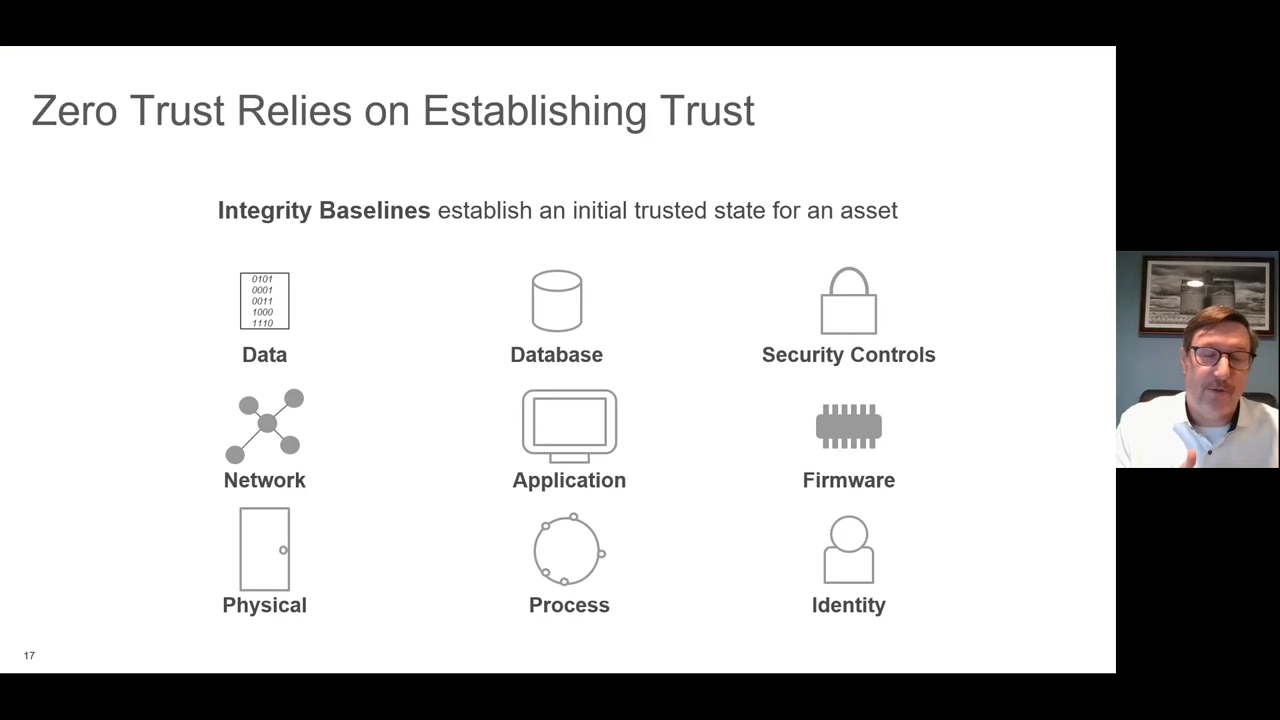 Zero Trust Relies on Establishing Trust
Integrity Baselines establish an initial trusted state for an asset
0101
0001
0011
1000
1110
Data
Database
Security Controls
Network
Application
Firmware
Physical
Process
Identity
17